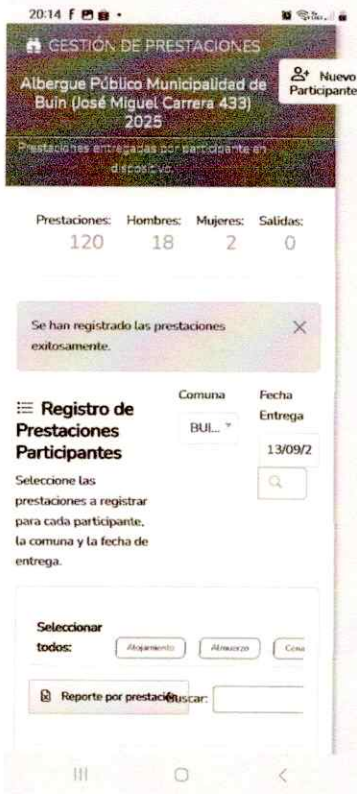 20:14
GESTIÓN DE PRESTACIONES
Nuevo
Participante
Albergue Público Municipalidad de
Buin (José Miguel Carrera 433)
2025
Prestaciones entregadas por participante en
dispositivo.
Prestaciones: Hombres: Mujeres: Salidas:
120 18 2 0
Se han registrado las prestaciones
exitosamente.
Registro de
Prestaciones
Participantes
Comuna
BUI...
Fecha
Entrega
13/09/2
Seleccione las
prestaciones a registrar
para cada participante,
la comuna y la fecha de
entrega.
Seleccionar
todos:
Alojamiento Almuerzo Cena
Reporte por prestación
Buscar: